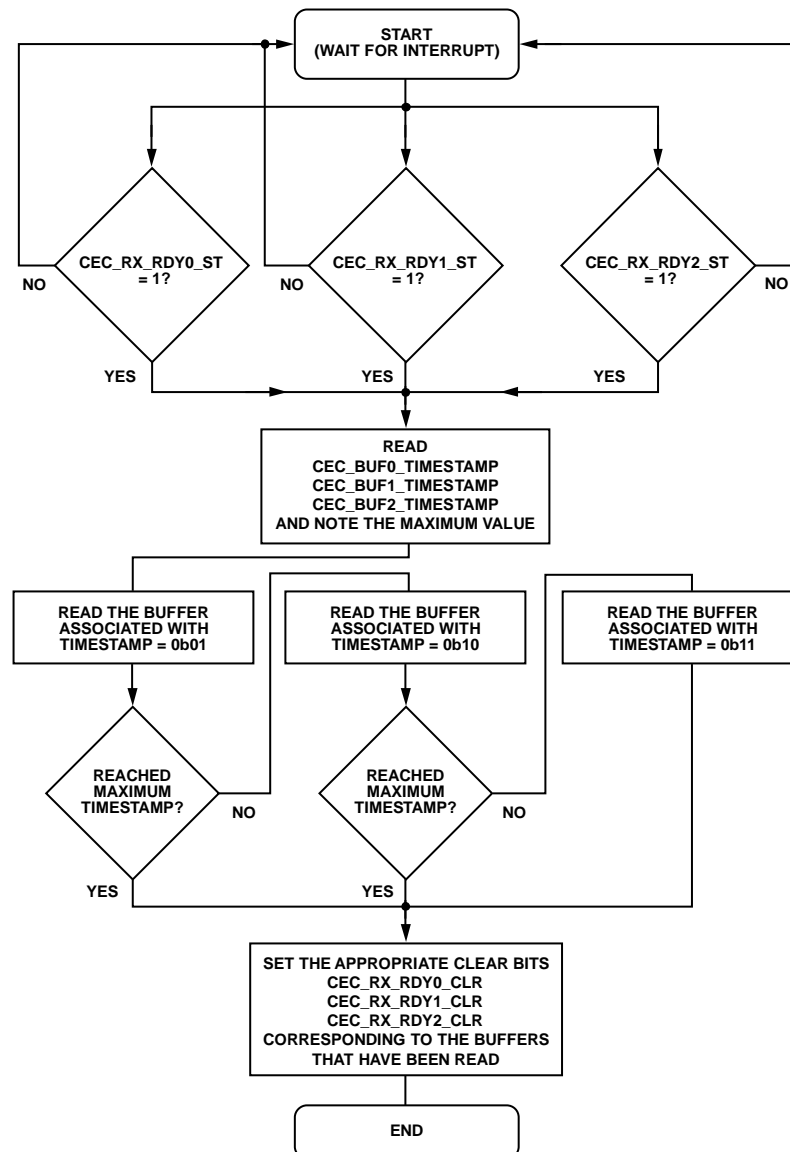 START
(WAIT FOR INTERRUPT)
CEC_RX_RDY0_ST
= 1?
NO
YES
CEC_RX_RDY1_ST
= 1?
NO
YES
CEC_RX_RDY2_ST
= 1?
NO
YES
READ
CEC_BUF0_TIMESTAMP
CEC_BUF1_TIMESTAMP
CEC_BUF2_TIMESTAMP
AND NOTE THE MAXIMUM VALUE
READ THE BUFFER
ASSOCIATED WITH
TIMESTAMP = 0b01
READ THE BUFFER
ASSOCIATED WITH
TIMESTAMP = 0b10
READ THE BUFFER
ASSOCIATED WITH
TIMESTAMP = 0b11
REACHED
MAXIMUM
TIMESTAMP?
NO
YES
REACHED
MAXIMUM
TIMESTAMP?
NO
YES
SET THE APPROPRIATE CLEAR BITS
CEC_RX_RDY0_CLR
CEC_RX_RDY1_CLR
CEC_RX_RDY2_CLR
CORRESPONDING TO THE BUFFERS
THAT HAVE BEEN READ
END